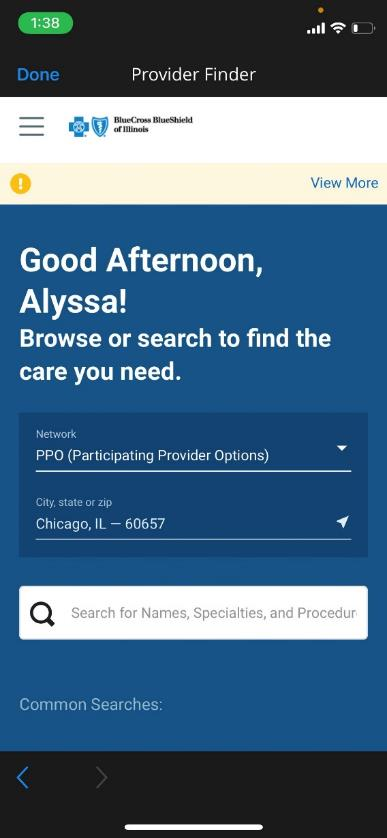 1:38
Done Provider Finder
BlueCross BlueShield
of Illinois
View More
Good Afternoon,
Alyssa!
Browse or search to find the
care you need.
Network
PPO (Participating Provider Options)
City, state or zip
Chicago, IL — 60657
Search for Names, Specialties, and Procedur
Common Searches: